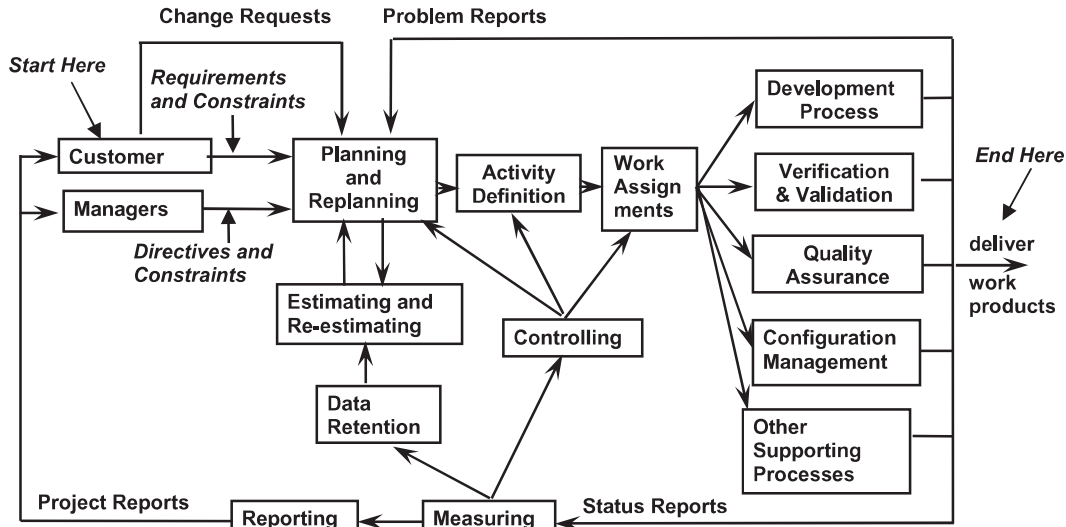 Change Requests
Problem Reports
Start Here
Requirements
and Constraints
Customer
Managers
Directives and
Constraints
Planning
and
Replanning
Activity
Definition
Work
Assign
ments
Development
Process
Verification
& Validation
Quality
Assurance
Configuration
Management
Other
Supporting
Processes
End Here
deliver
work
products
Estimating and
Re-estimating
Controlling
Data
Retention
Project Reports
Reporting
Measuring
Status Reports